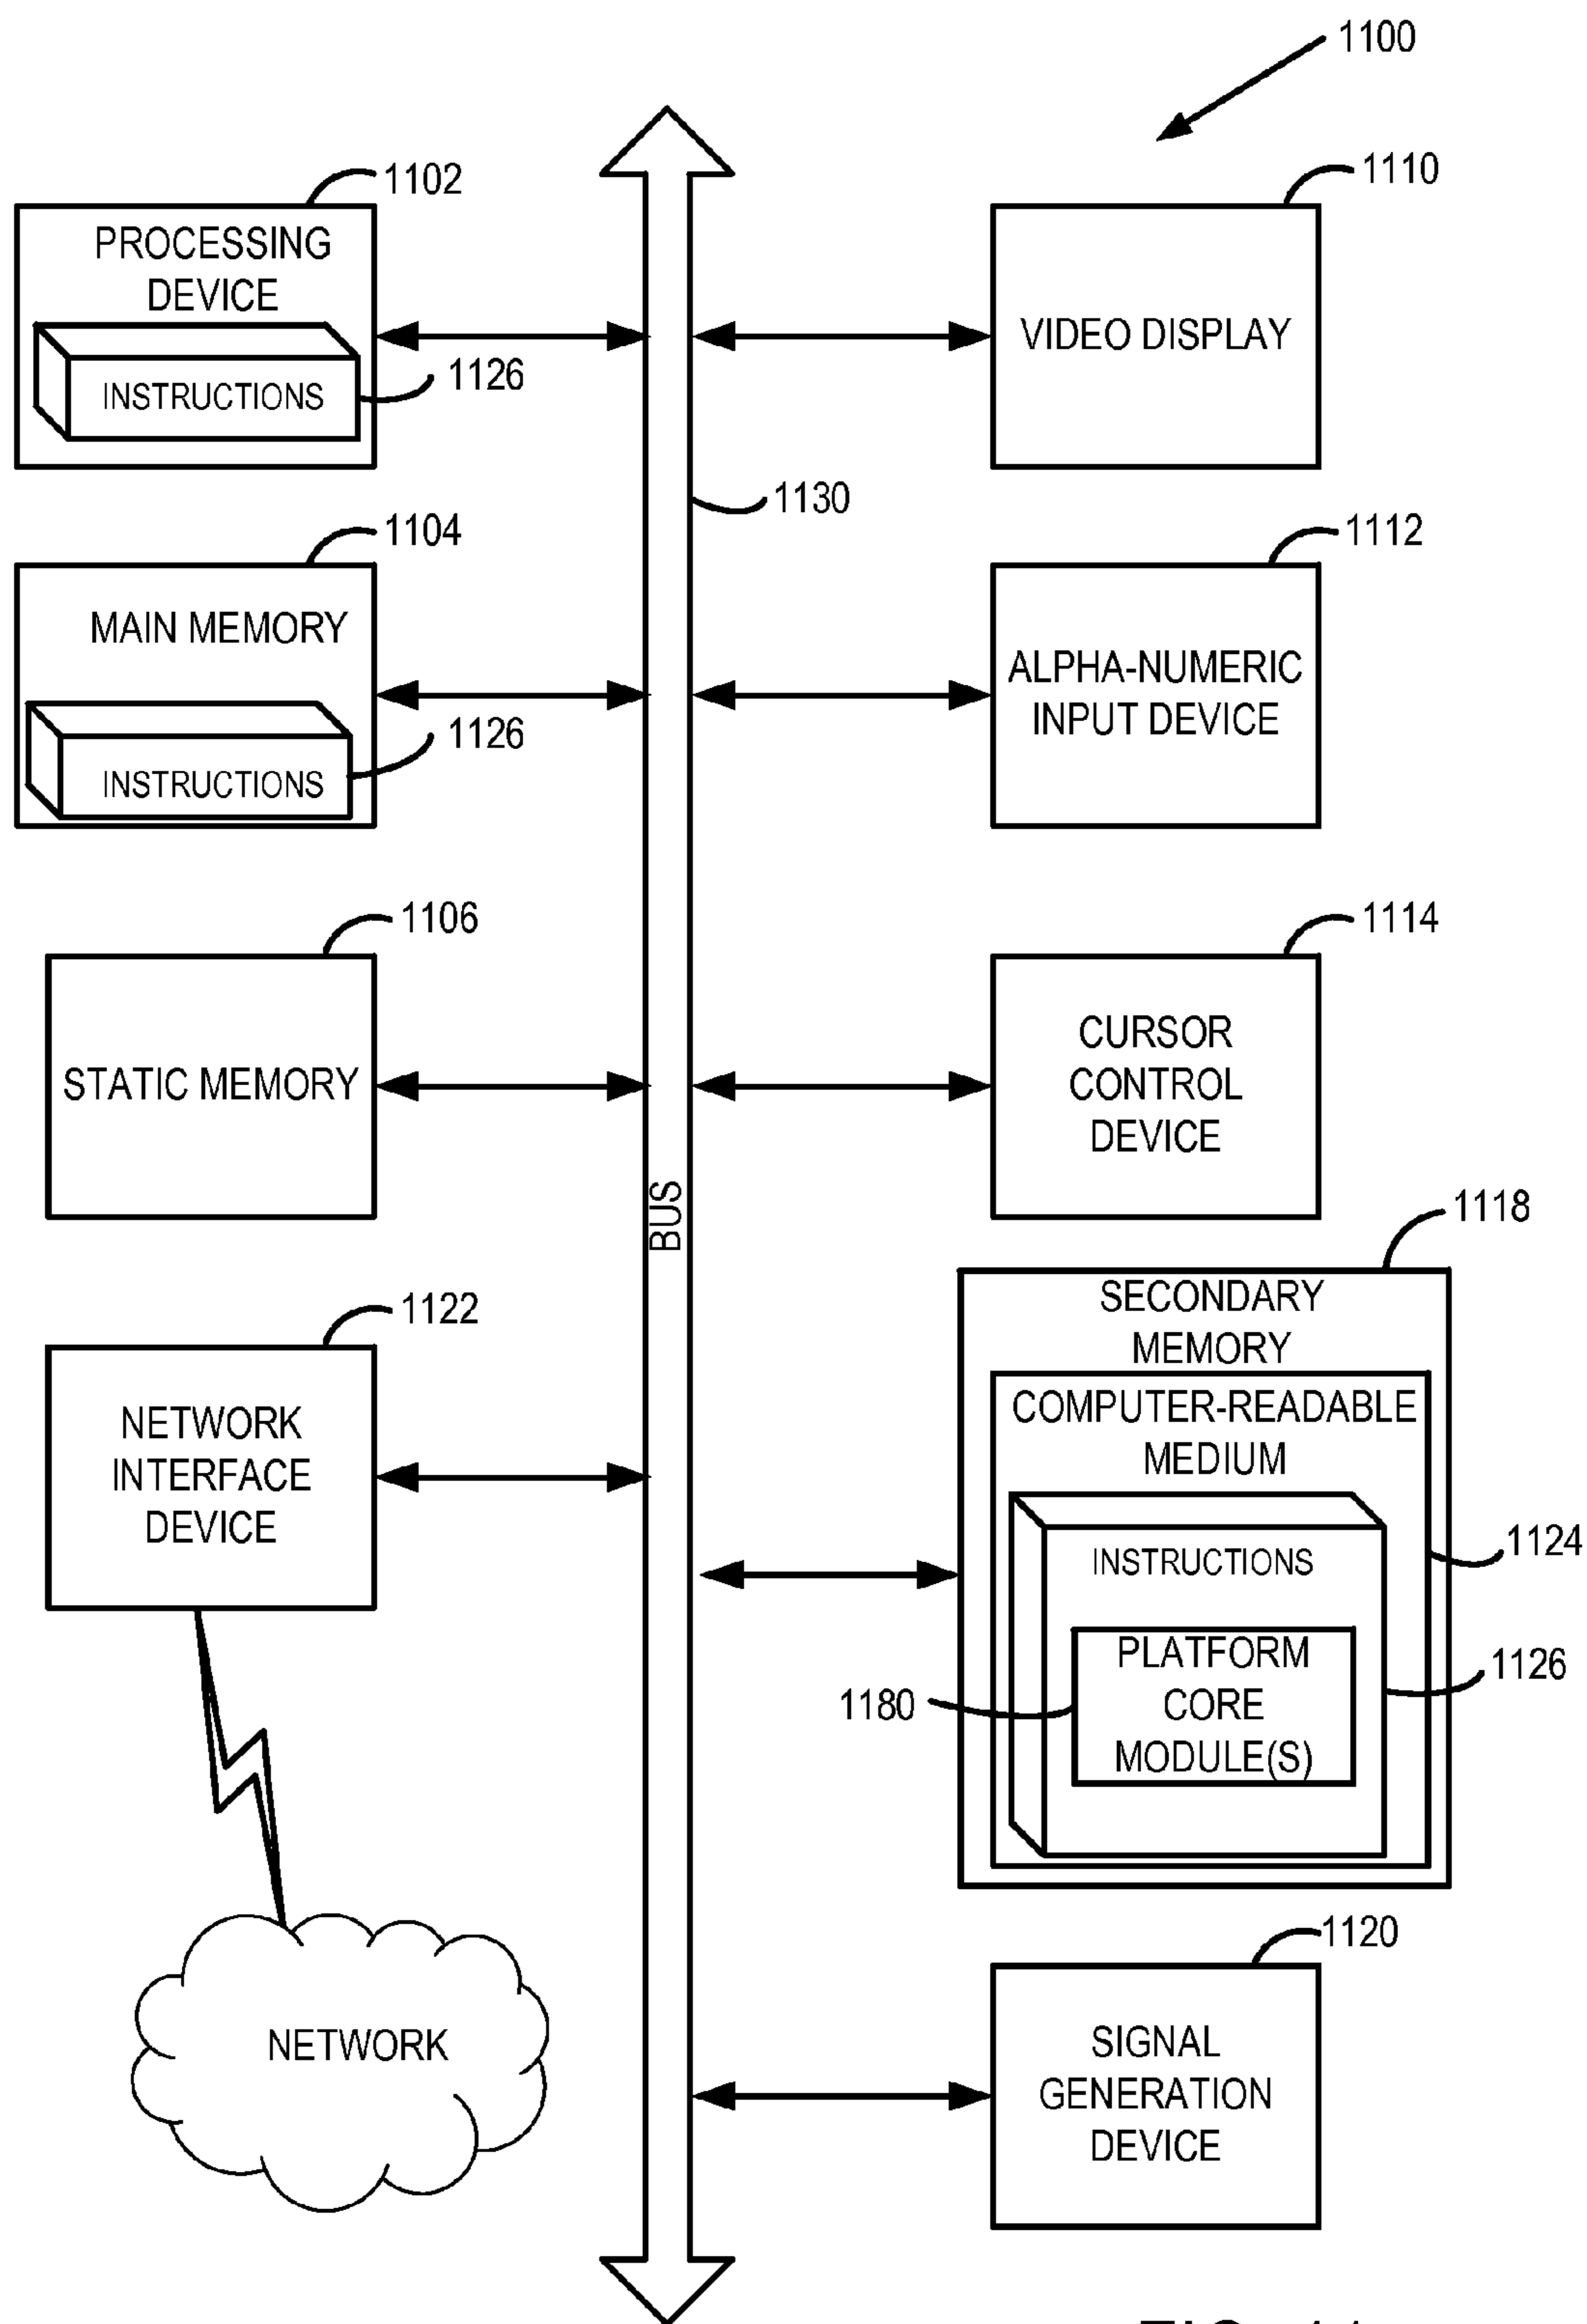 1100
1102
PROCESSING
DEVICE
INSTRUCTIONS
1126
1110
VIDEO DISPLAY
1130
1104
MAIN MEMORY
INSTRUCTIONS
1126
1112
ALPHA-NUMERIC
INPUT DEVICE
1106
STATIC MEMORY
1114
CURSOR
CONTROL
DEVICE
BUS
1122
NETWORK
INTERFACE
DEVICE
1118
SECONDARY
MEMORY
COMPUTER-READABLE
MEDIUM
INSTRUCTIONS
1124
PLATFORM
CORE
MODULE(S)
1126
1180
NETWORK
1120
SIGNAL
GENERATION
DEVICE